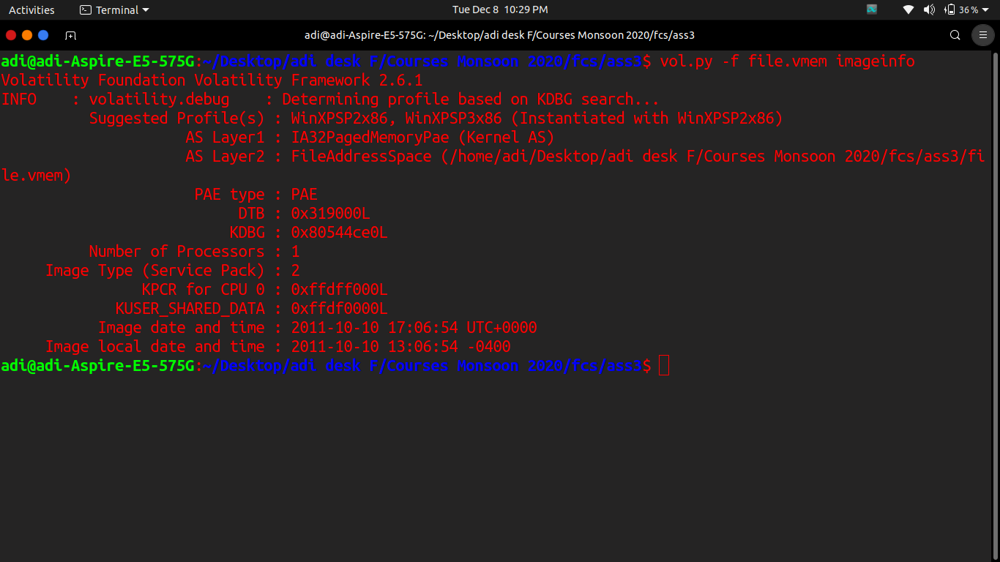 Activities Terminal Tue Dec 8 10:29 PM 36%
adi@adi-Aspire-E5-575G: ~/Desktop/adi desk F/Courses Monsoon 2020/fcs/ass3
adi@adi-Aspire-E5-575G:~/Desktop/adi desk F/Courses Monsoon 2020/fcs/ass3$ vol.py -f file.vmem imageinfo
Volatility Foundation Volatility Framework 2.6.1
INFO    : volatility.debug    : Determining profile based on KDBG search...
          Suggested Profile(s) : WinXPSP2x86, WinXPSP3x86 (Instantiated with WinXPSP2x86)
                     AS Layer1 : IA32PagedMemoryPae (Kernel AS)
                     AS Layer2 : FileAddressSpace (/home/adi/Desktop/adi desk F/Courses Monsoon 2020/fcs/ass3/fi
le.vmem)
                      PAE type : PAE
                           DTB : 0x319000L
                          KDBG : 0x80544ce0L
          Number of Processors : 1
     Image Type (Service Pack) : 2
                KPCR for CPU 0 : 0xffdff000L
             KUSER_SHARED_DATA : 0xffdf0000L
           Image date and time : 2011-10-10 17:06:54 UTC+0000
     Image local date and time : 2011-10-10 13:06:54 -0400
adi@adi-Aspire-E5-575G:~/Desktop/adi desk F/Courses Monsoon 2020/fcs/ass3$